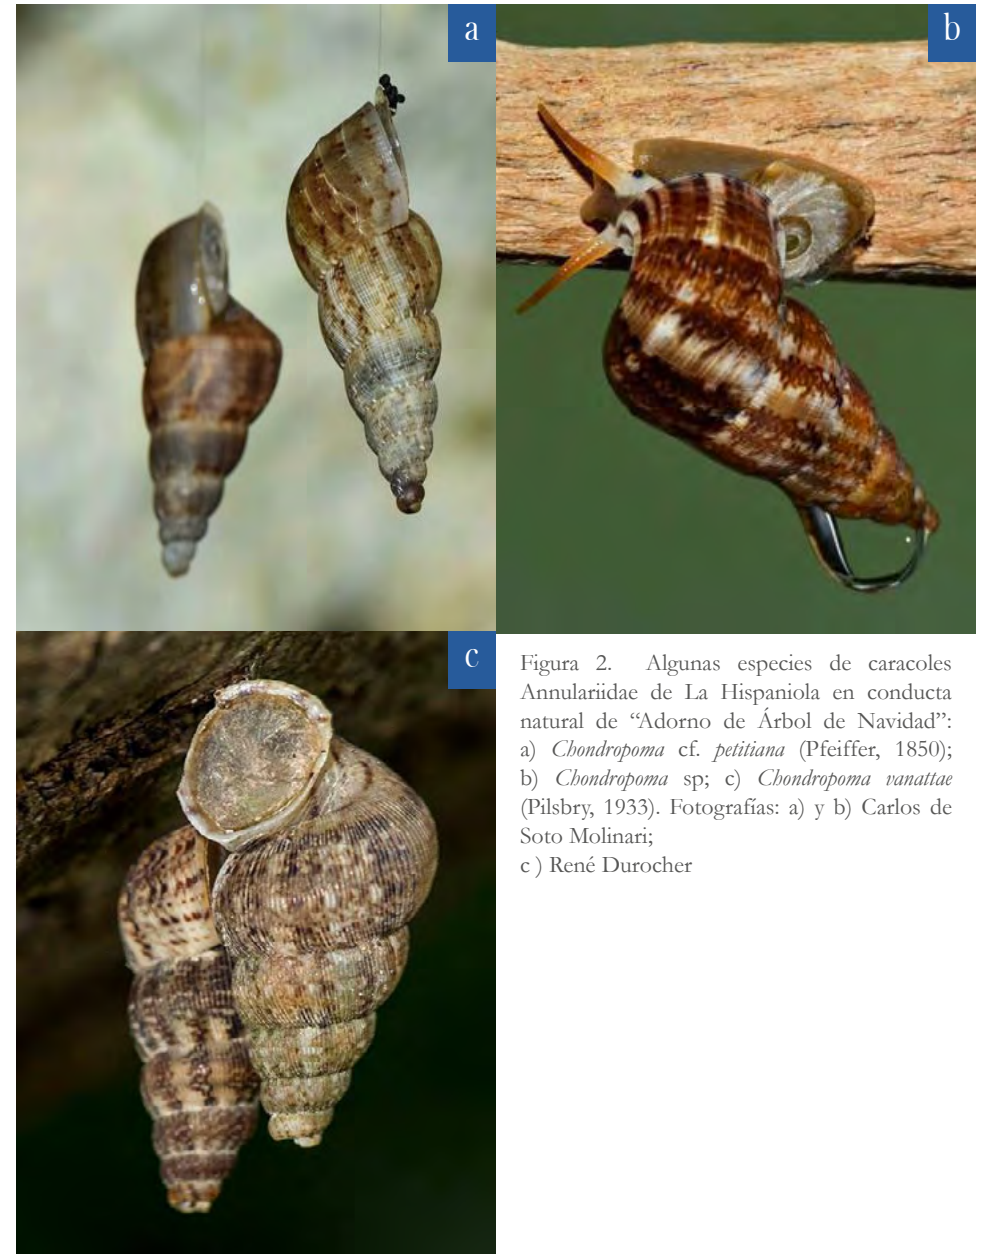 a
b
c
Figura 2. Algunas especies de caracoles
Annulariidae de La Hispaniola en conducta
natural de “Adorno de Árbol de Navidad”:
a) Chondropoma cf. petitiana (Pfeiffer, 1850);
b) Chondropoma sp; c) Chondropoma vanattae
(Pilsbry, 1933). Fotografías: a) y b) Carlos de
Soto Molinari;
c ) René Durocher